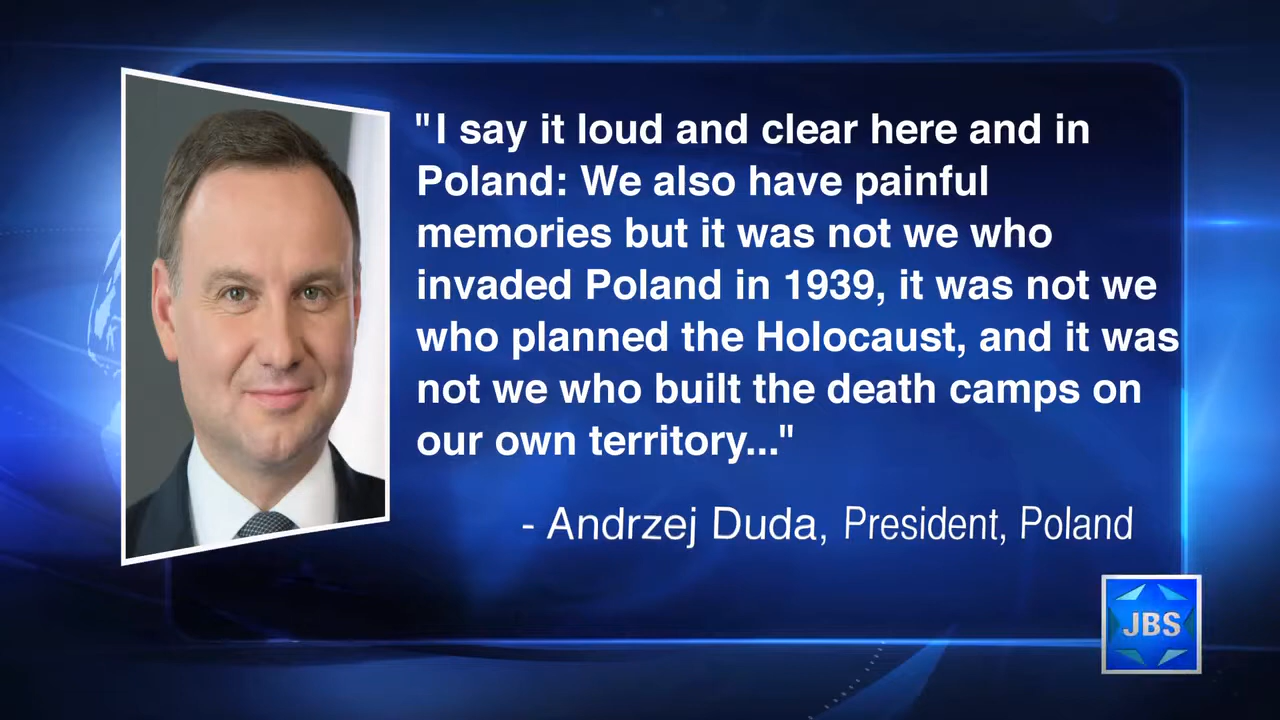 "I say it loud and clear here and in
Poland: We also have painful
memories but it was not we who
invaded Poland in 1939, it was not we
who planned the Holocaust, and it was
not we who built the death camps on
our own territory..."
- Andrzej Duda, President, Poland
JBS